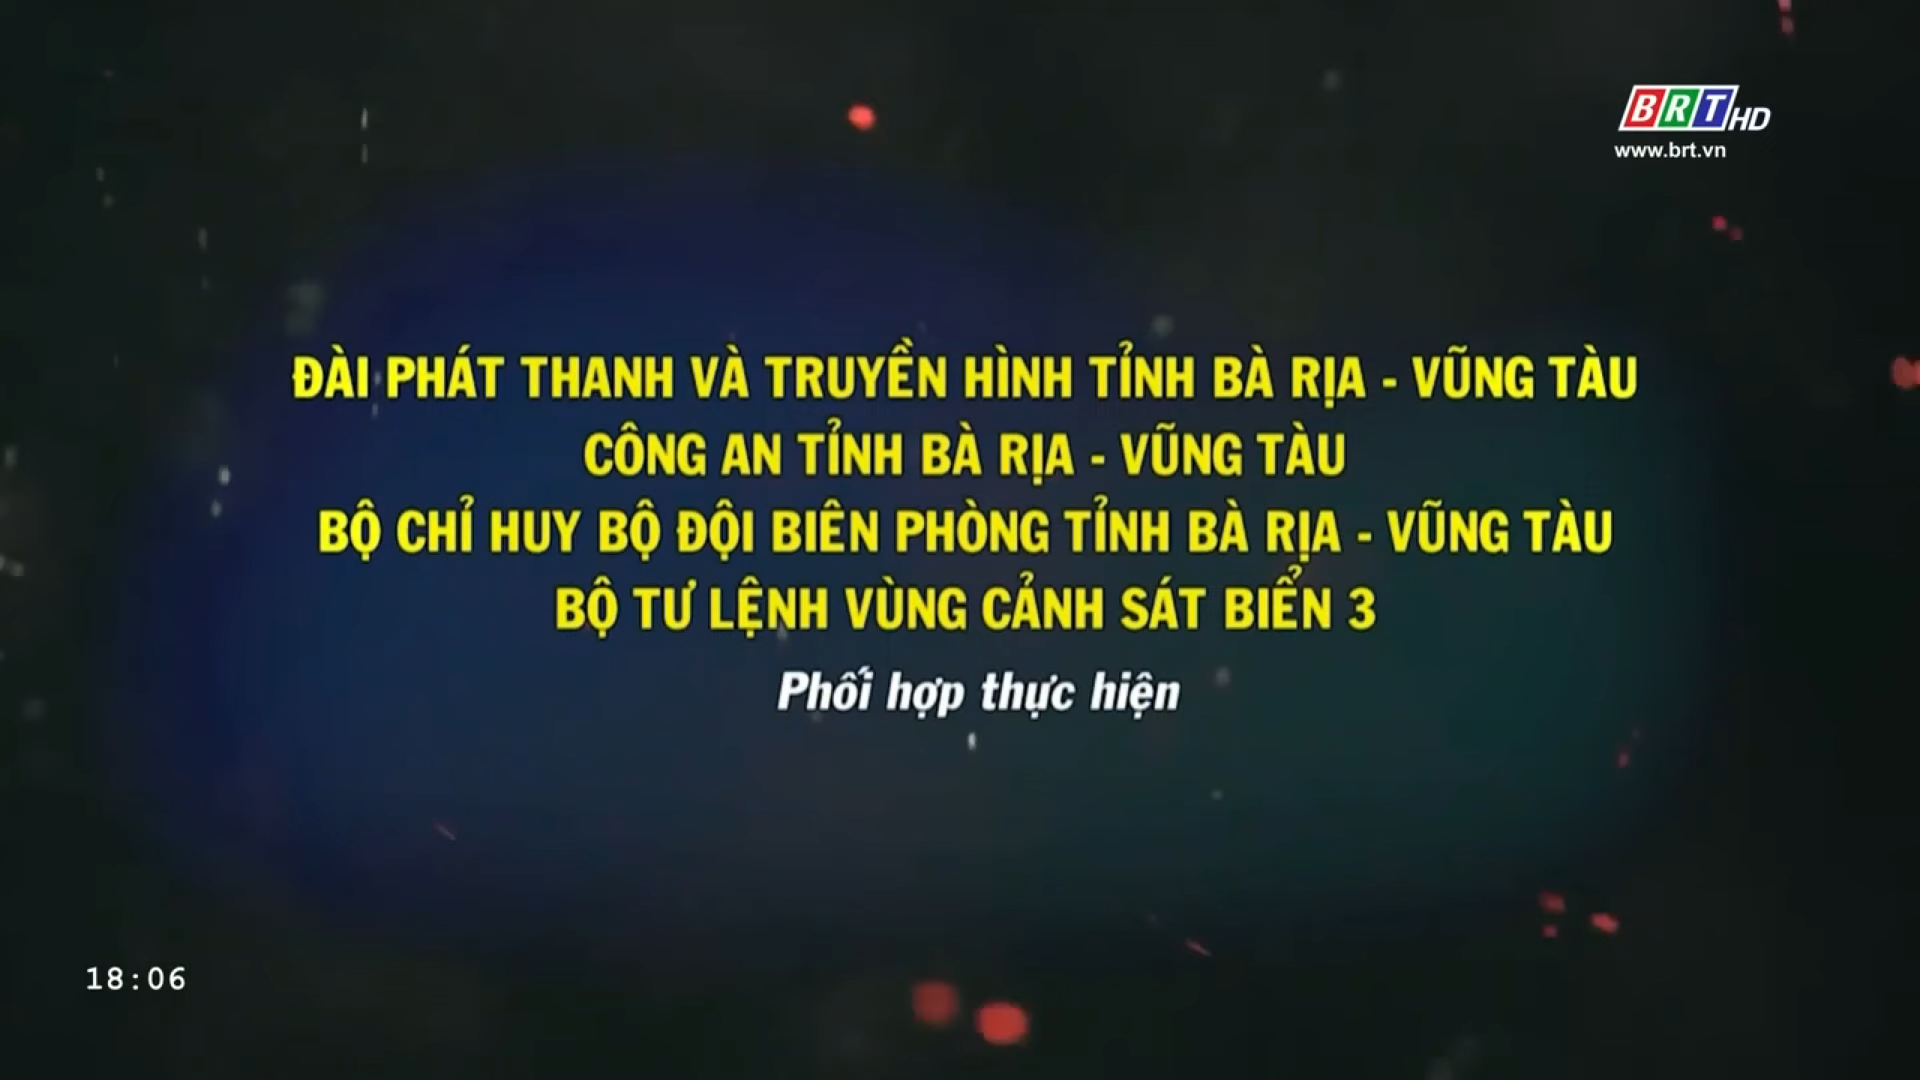 BRT HD
www.brt.vn
ĐÀI PHÁT THANH VÀ TRUYỀN HÌNH TỈNH BÀ RỊA - VŨNG TÀU
CÔNG AN TỈNH BÀ RỊA - VŨNG TÀU
BỘ CHỈ HUY BỘ ĐỘI BIÊN PHÒNG TỈNH BÀ RỊA - VŨNG TÀU
BỘ TƯ LỆNH VÙNG CẢNH SÁT BIỂN 3
Phối hợp thực hiện
18:06